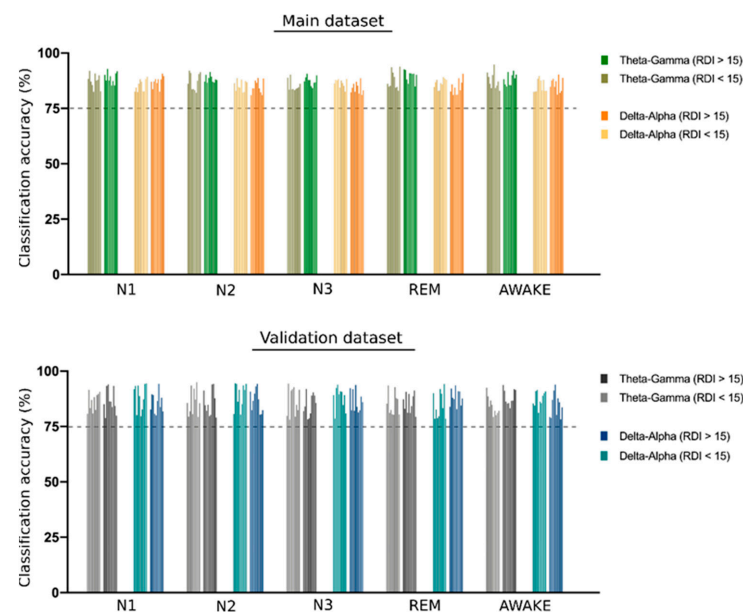 Main dataset
Classification accuracy (%)
100
75
50
25
0
N1 N2 N3 REM AWAKE
Theta-Gamma (RDI > 15)
Theta-Gamma (RDI < 15)
Delta-Alpha (RDI > 15)
Delta-Alpha (RDI < 15)
Validation dataset
Classification accuracy (%)
100
75
50
25
0
N1 N2 N3 REM AWAKE
Theta-Gamma (RDI > 15)
Theta-Gamma (RDI < 15)
Delta-Alpha (RDI > 15)
Delta-Alpha (RDI < 15)